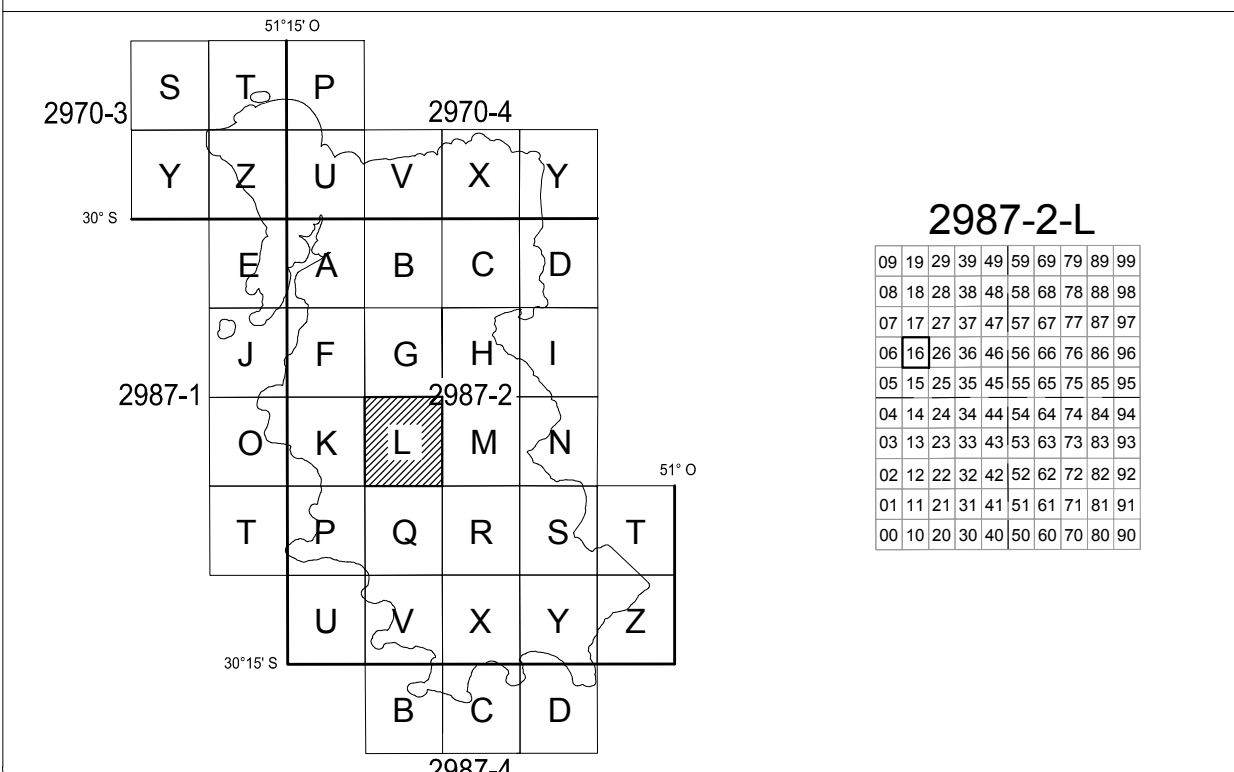 51°15' O
S T P
2970-3 2970-4
Y Z U V X Y
30° S
E A B C D
J F G H I
2987-1 2987-2
O K L M N
51° O
T P Q R S T
U V X Y Z
30°15' S
B C D
2987-4
2987-2-L
09 19 29 39 49 59 69 79 89 99
08 18 28 38 48 58 68 78 88 98
07 17 27 37 47 57 67 77 87 97
06 16 26 36 46 56 66 76 86 96
05 15 25 35 45 55 65 75 85 95
04 14 24 34 44 54 64 74 84 94
03 13 23 33 43 53 63 73 83 93
02 12 22 32 42 52 62 72 82 92
01 11 21 31 41 51 61 71 81 91
00 10 20 30 40 50 60 70 80 90